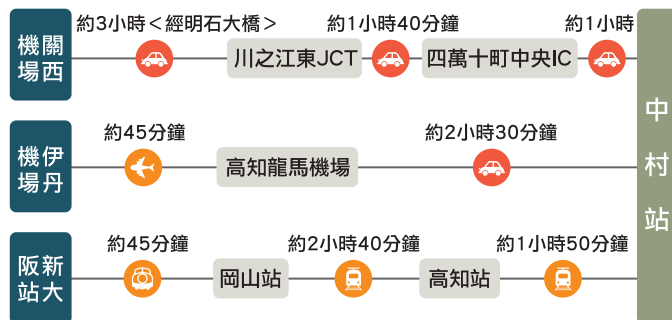 關西機場
約3小時＜經明石大橋＞
川之江東JCT
約1小時40分鐘
四萬十町中央IC
約1小時
伊丹機場
約45分鐘
高知龍馬機場
約2小時30分鐘
新大阪站
約45分鐘
岡山站
約2小時40分鐘
高知站
約1小時50分鐘
中村站